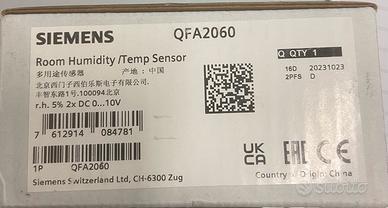 SIEMENS
QFA2060
Room Humidity /Temp Sensor
Q QTY 1
多用途传感器 产地: 中国
16D 20231023
北京西门子西伯乐斯电子有限公司
2PFS D
丰智东路1号.100094北京
r.h. 5% 2x DC 0...10V
7 612914 084781
UK CA EAC CE
1P QFA2060
Siemens Switzerland Ltd, CH-6300 Zug
Country of Origin: China
Subito